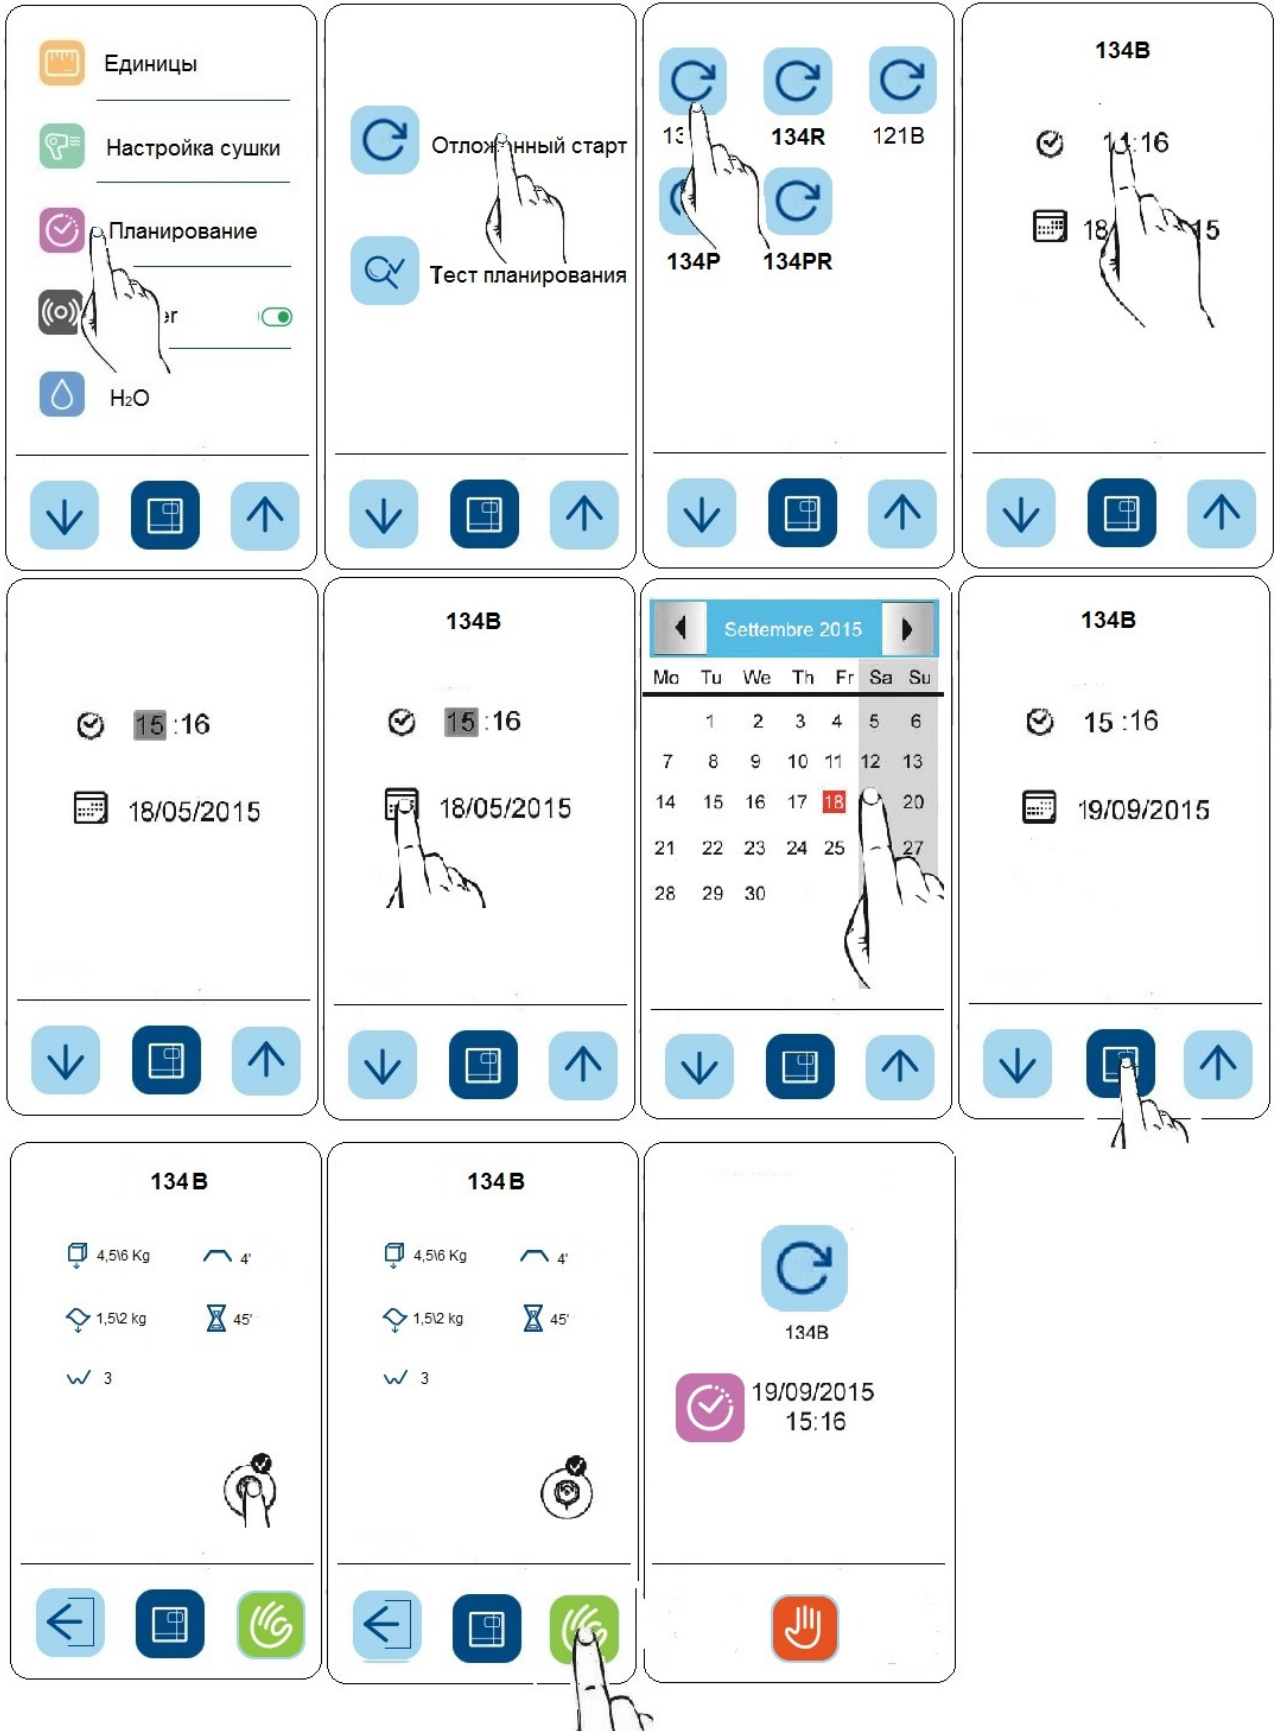 Единицы
Настройка сушки
Планирование
H₂O
Отложенный старт
Тест планирования
134R
121B
134P
134PR
134B
:16
18
15
15:16
18/05/2015
134B
15:16
18/05/2015
Settembre 2015
Mo Tu We Th Fr Sa Su
1 2 3 4 5 6
7 8 9 10 11 12 13
14 15 16 17 18 20
21 22 23 24 25 27
28 29 30
134B
15:16
19/09/2015
134B
4,5\6 Kg 4'
1,5\2 kg 45'
3
134B
4,5\6 Kg 4'
1,5\2 kg 45'
3
134B
19/09/2015
15:16